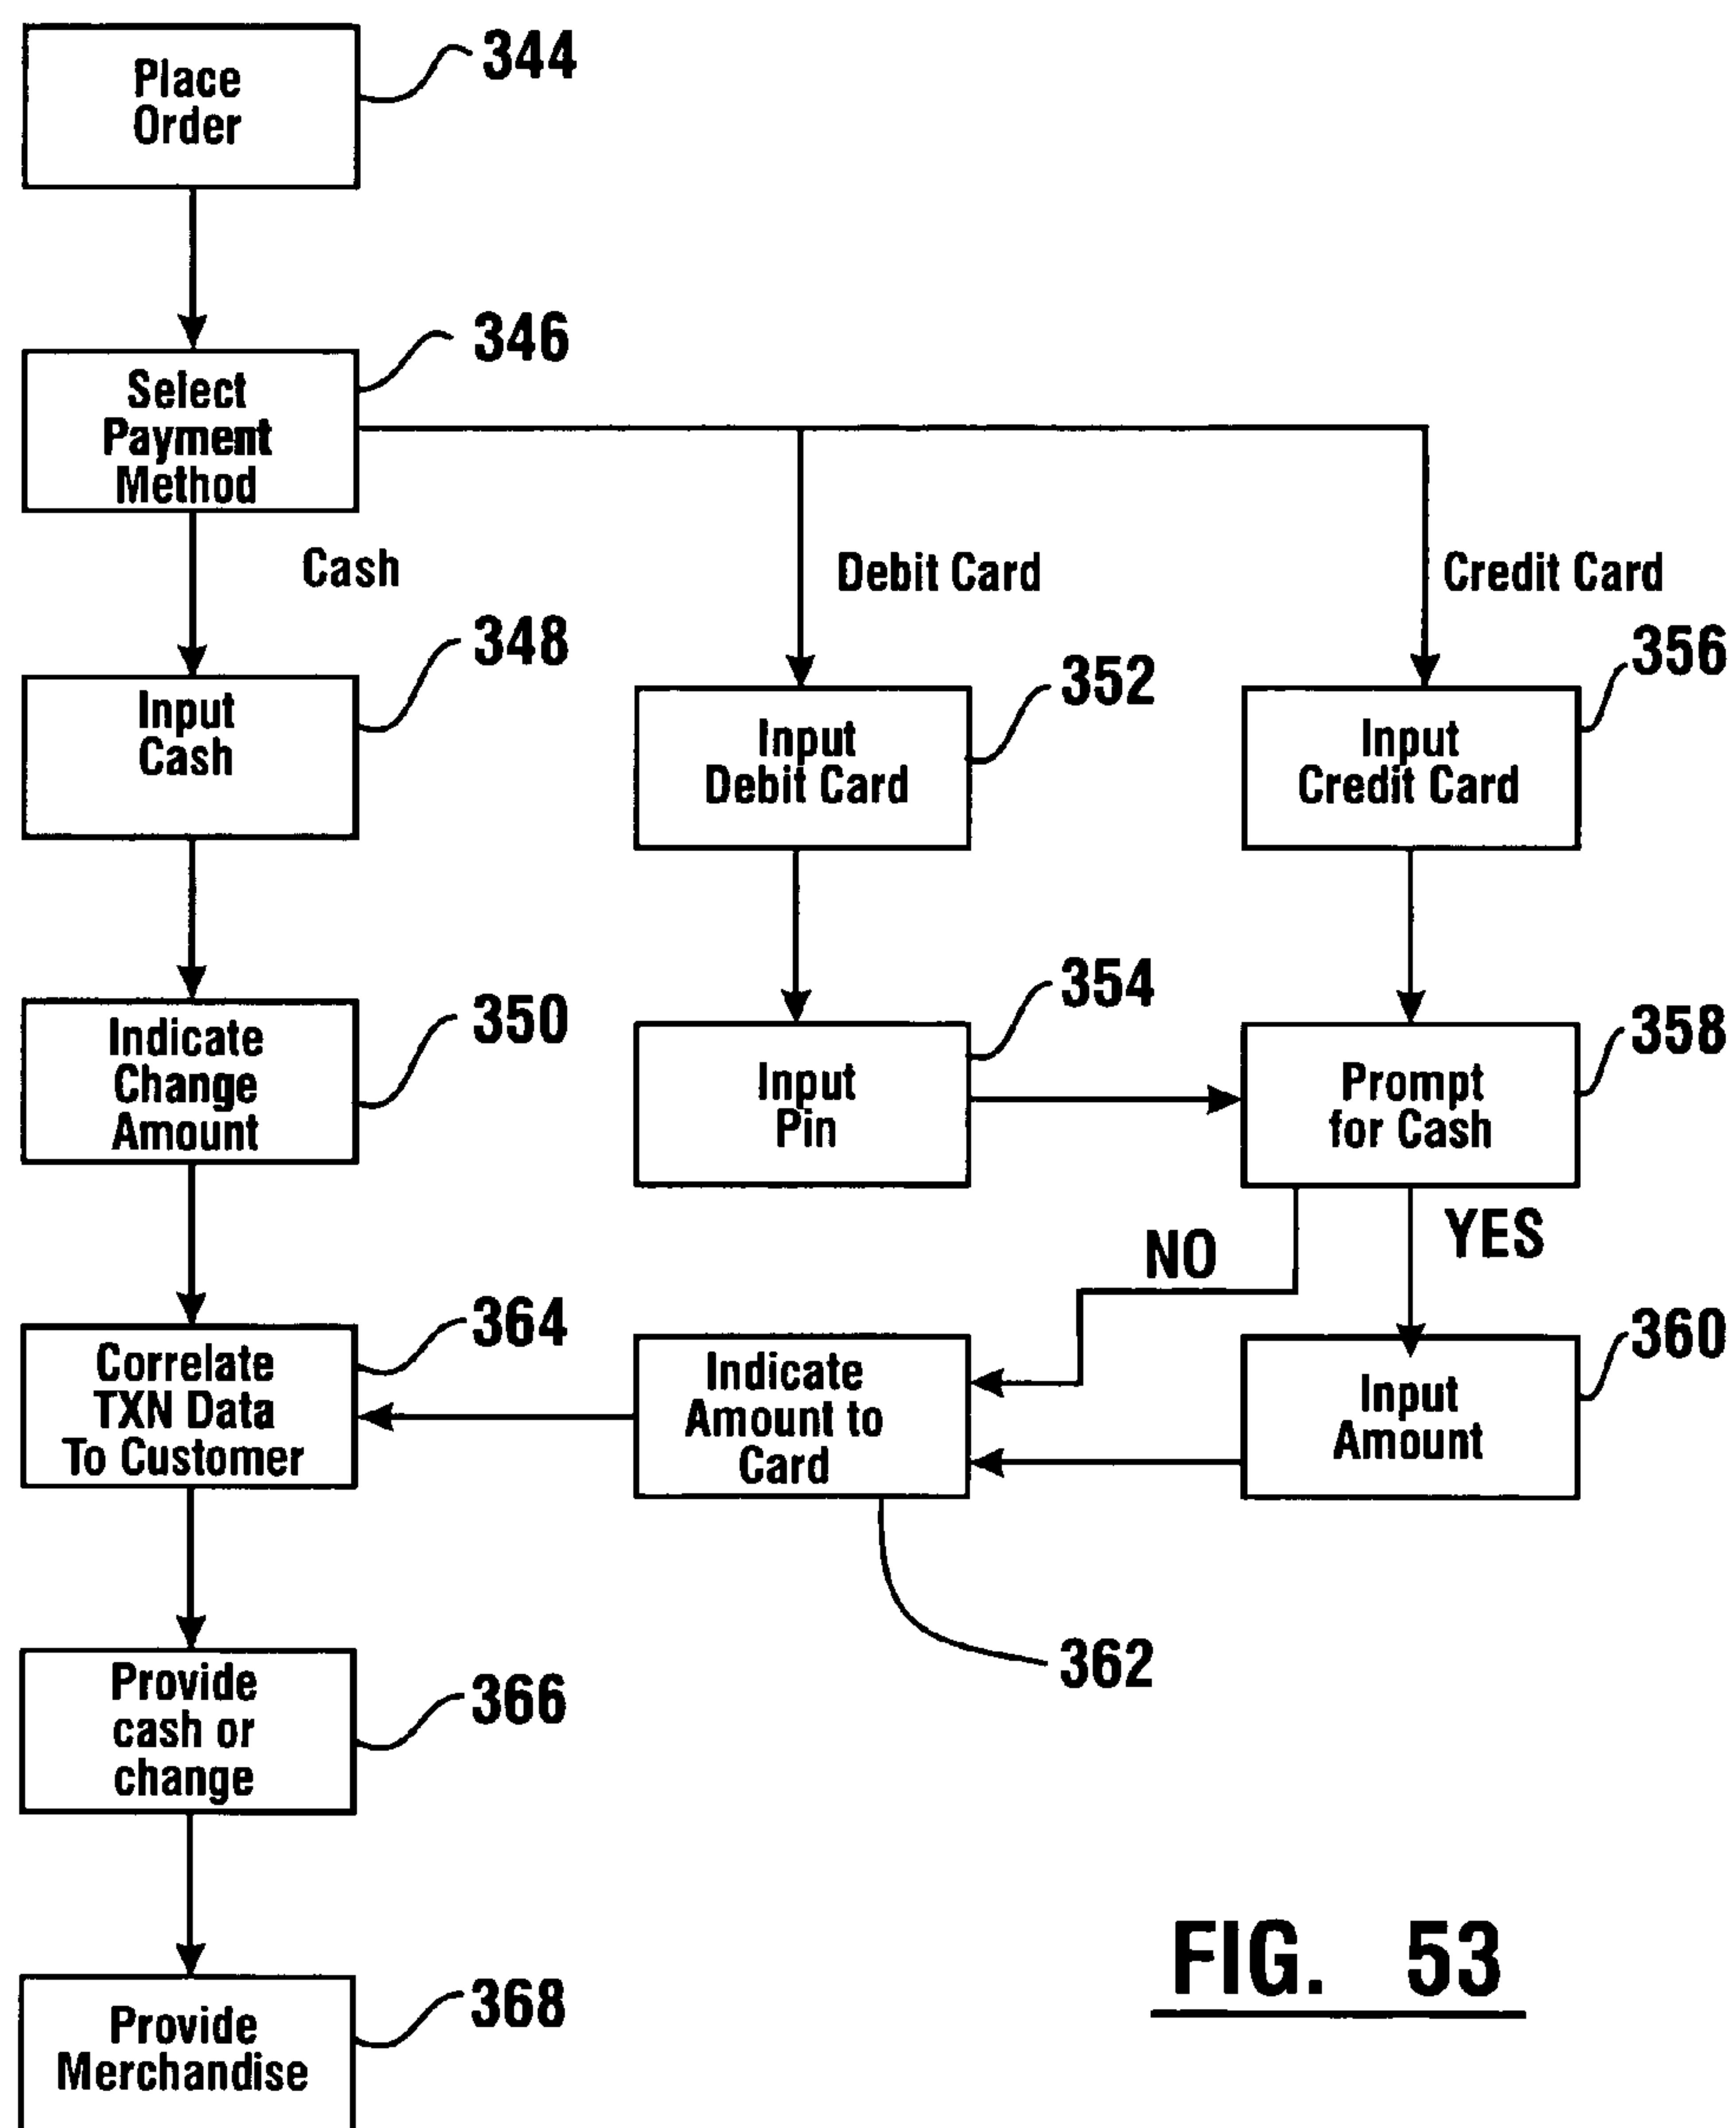 Place
Order
344
Select
Payment
Method
346
Cash
Debit Card
Credit Card
Input
Cash
348
Input
Debit Card
352
Input
Credit Card
356
Indicate
Change
Amount
350
Input
Pin
354
Prompt
for Cash
358
NO
YES
Correlate
TXN Data
To Customer
364
Indicate
Amount to
Card
362
Input
Amount
360
Provide
cash or
change
366
Provide
Merchandise
368
FIG. 53